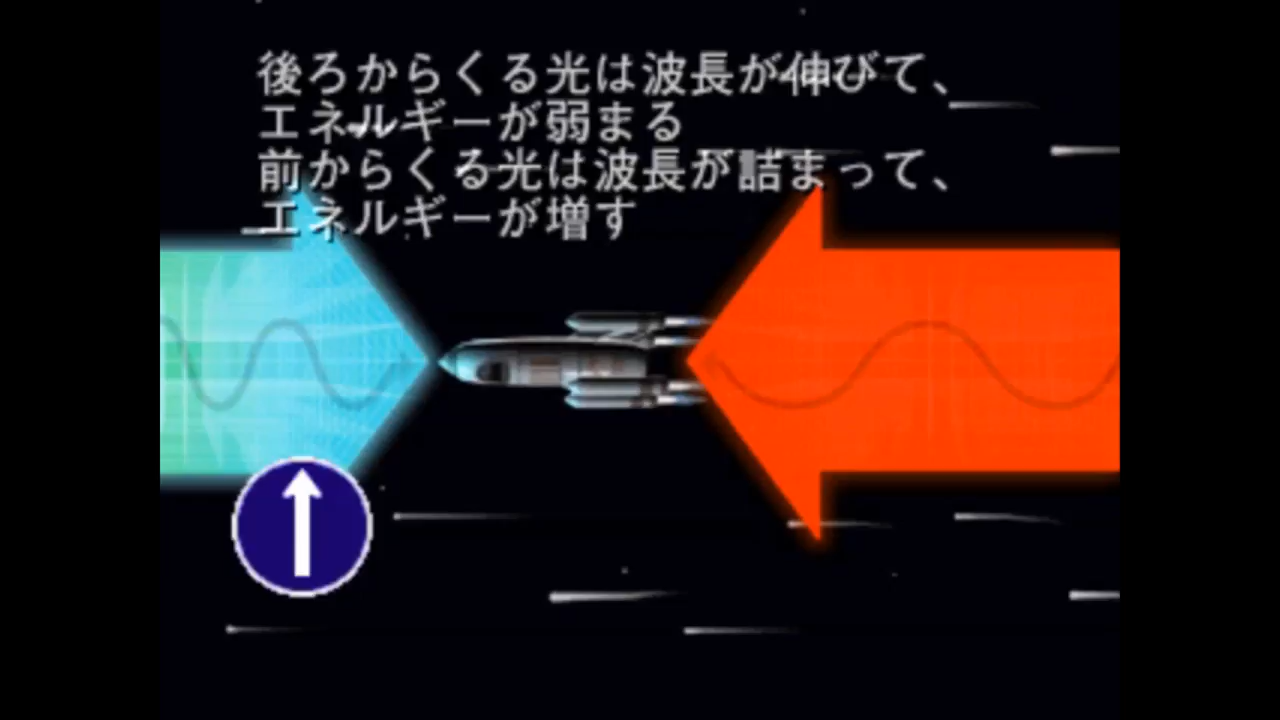 後ろからくる光は波長が伸びて、
エネルギーが弱まる
前からくる光は波長が詰まって、
エネルギーが増す